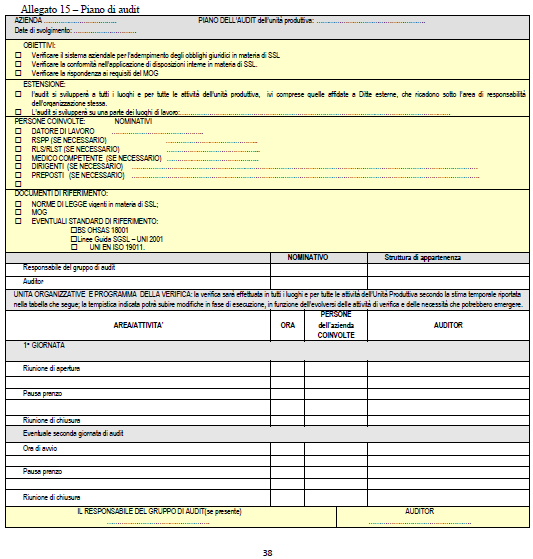 Allegato 15 – Piano di audit
AZIENDA ................................ PIANO DELL'AUDIT dell'unità produttiva: ................................................
Date di svolgimento: ............................
OBIETTIVI:
☐ Verificare il sistema aziendale per l'adempimento degli obblighi giuridici in materia di SSL
☐ Verificare la conformità nell'applicazione di disposizioni interne in materia di SSL.
☐ Verificare la rispondenza ai requisiti del MOG
ESTENSIONE:
☐ l'audit si svilupperà a tutti i luoghi e per tutte le attività dell'unità produttiva, ivi comprese quelle affidate a Ditte esterne, che ricadono sotto l'area di responsabilità
dell'organizzazione stessa.
☐ L'audit si svilupperà su una parte dei luoghi di lavoro:................................................
PERSONE COINVOLTE: NOMINATIVI
☐ DATORE DI LAVORO ........................................
☐ RSPP (SE NECESSARIO) ........................................
☐ RLS/RLST (SE NECESSARIO) ........................................
☐ MEDICO COMPETENTE (SE NECESSARIO) ........................................
☐ DIRIGENTI (SE NECESSARIO) ................................................
☐ PREPOSTI (SE NECESSARIO) ................................................
☐
DOCUMENTI DI RIFERIMENTO:
☐ NORME DI LEGGE vigenti in materia di SSL;
☐ MOG
☐ EVENTUALI STANDARD DI RIFERIMENTO:
☐BS OHSAS 18001
☐Linee Guida SGSL – UNI 2001
☐ UNI EN ISO 19011.
NOMINATIVO Struttura di appartenenza
Responsabile del gruppo di audit
Auditor
UNITA ORGANIZZATIVE E PROGRAMMA DELLA VERIFICA: la verifica sarà effettuata in tutti i luoghi e per tutte le attività dell'Unità Produttiva secondo la stima temporale riportata
nella tabella che segue; la tempistica indicata potrà subire modifiche in fase di esecuzione, in funzione dell'evolversi delle attività di verifica e delle necessità che potrebbero emergere.
AREA/ATTIVITA' ORA PERSONE dell'azienda COINVOLTE AUDITOR
1ª GIORNATA
Riunione di apertura
Pausa pranzo
Riunione di chiusura
Eventuale seconda giornata di audit
Ora di avvio
Pausa pranzo
Riunione di chiusura
IL RESPONSABILE DEL GRUPPO DI AUDIT(se presente) AUDITOR
................................................ ................................................
38